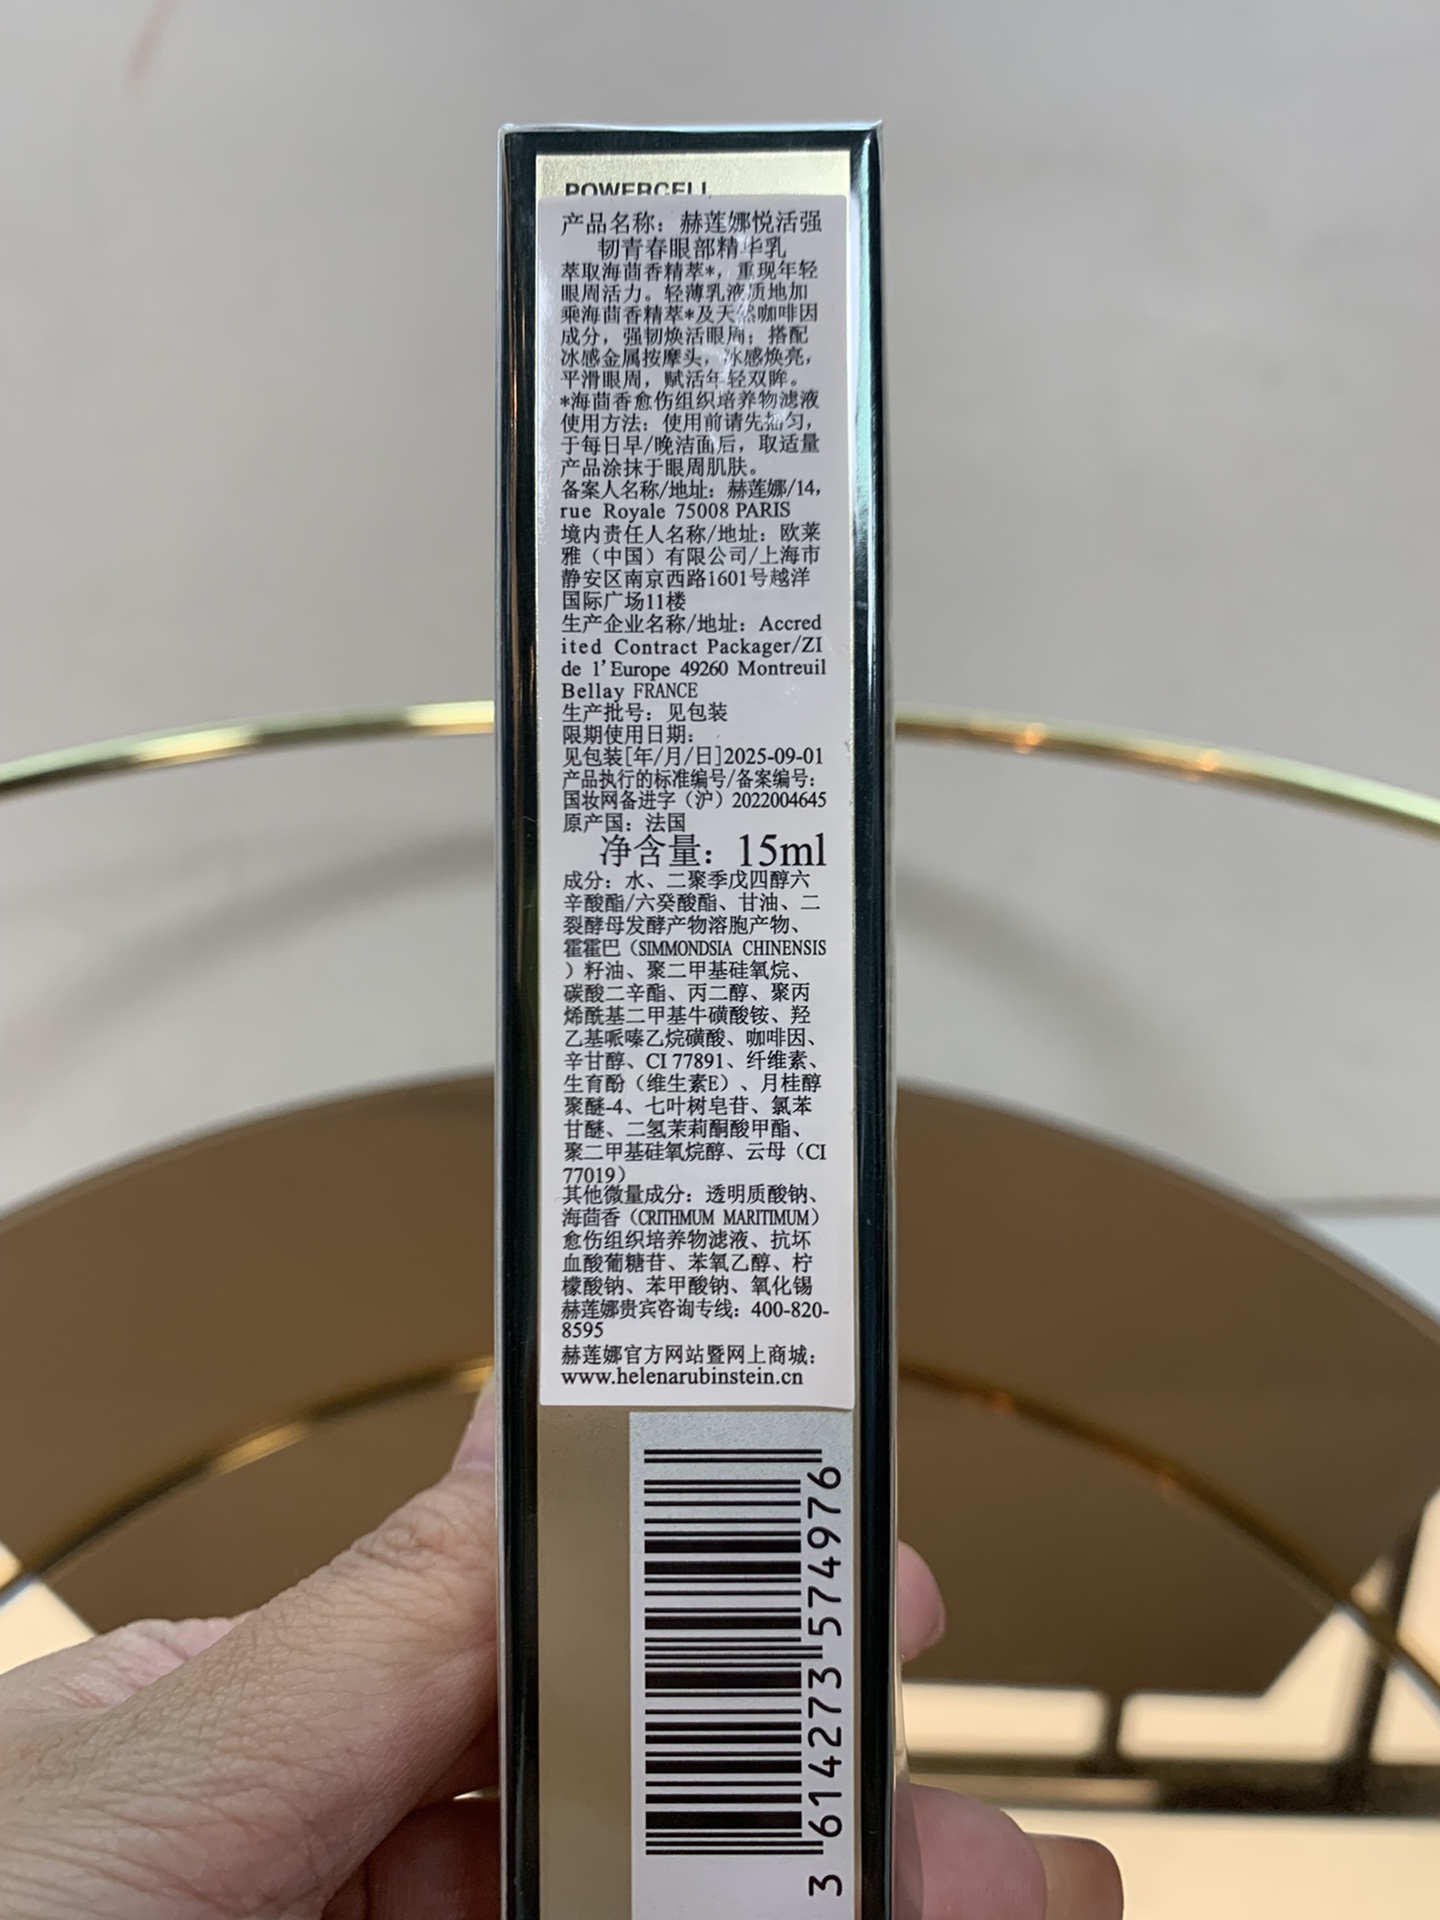 POWERCELL
产品名称：赫莲娜悦活强
韧青春眼部精华乳
萃取海茴香精萃*，重现年轻
眼周活力。轻薄乳液质地加
乘海茴香精萃*及天然咖啡因
成分，强韧焕活眼周；搭配
冰感金属按摩头，冰感焕亮，
平滑眼周，赋活年轻双眸。
*海茴香愈伤组织培养物滤液
使用方法：使用前请先摇匀，
于每日早/晚洁面后，取适量
产品涂抹于眼周肌肤。
备案人名称/地址：赫莲娜/14，
rue Royale 75008 PARIS
境内责任人名称/地址：欧莱
雅（中国）有限公司/上海市
静安区南京西路1601号越洋
国际广场11楼
生产企业名称/地址：Accred
ited Contract Packager/ZI
de l'Europe 49260 Montreuil
Bellay FRANCE
生产批号：见包装
限期使用日期：
见包装[年/月/日]2025-09-01
产品执行的标准编号/备案编号：
国妆网备进字（沪）2022004645
原产国：法国
净含量：15ml
成分：水、二聚季戊四醇六
辛酸酯/六癸酸酯、甘油、二
裂酵母发酵产物溶胞产物、
霍霍巴（SIMMONDSIA CHINENSIS
）籽油、聚二甲基硅氧烷、
碳酸二辛酯、丙二醇、聚丙
烯酰基二甲基牛磺酸铵、羟
乙基哌嗪乙烷磺酸、咖啡因、
辛甘醇、CI 77891、纤维素、
生育酚（维生素E）、月桂醇
聚醚-4、七叶树皂苷、氯苯
甘醚、二氢茉莉酮酸甲酯、
聚二甲基硅氧烷醇、云母（CI
77019）
其他微量成分：透明质酸钠、
海茴香（CRITHMUM MARITIMUM）
愈伤组织培养物滤液、抗坏
血酸葡糖苷、苯氧乙醇、柠
檬酸钠、苯甲酸钠、氧化锡
赫莲娜贵宾咨询专线：400-820-
8595
赫莲娜官方网站暨网上商城：
www.helenarubinstein.cn
3 614273 574976